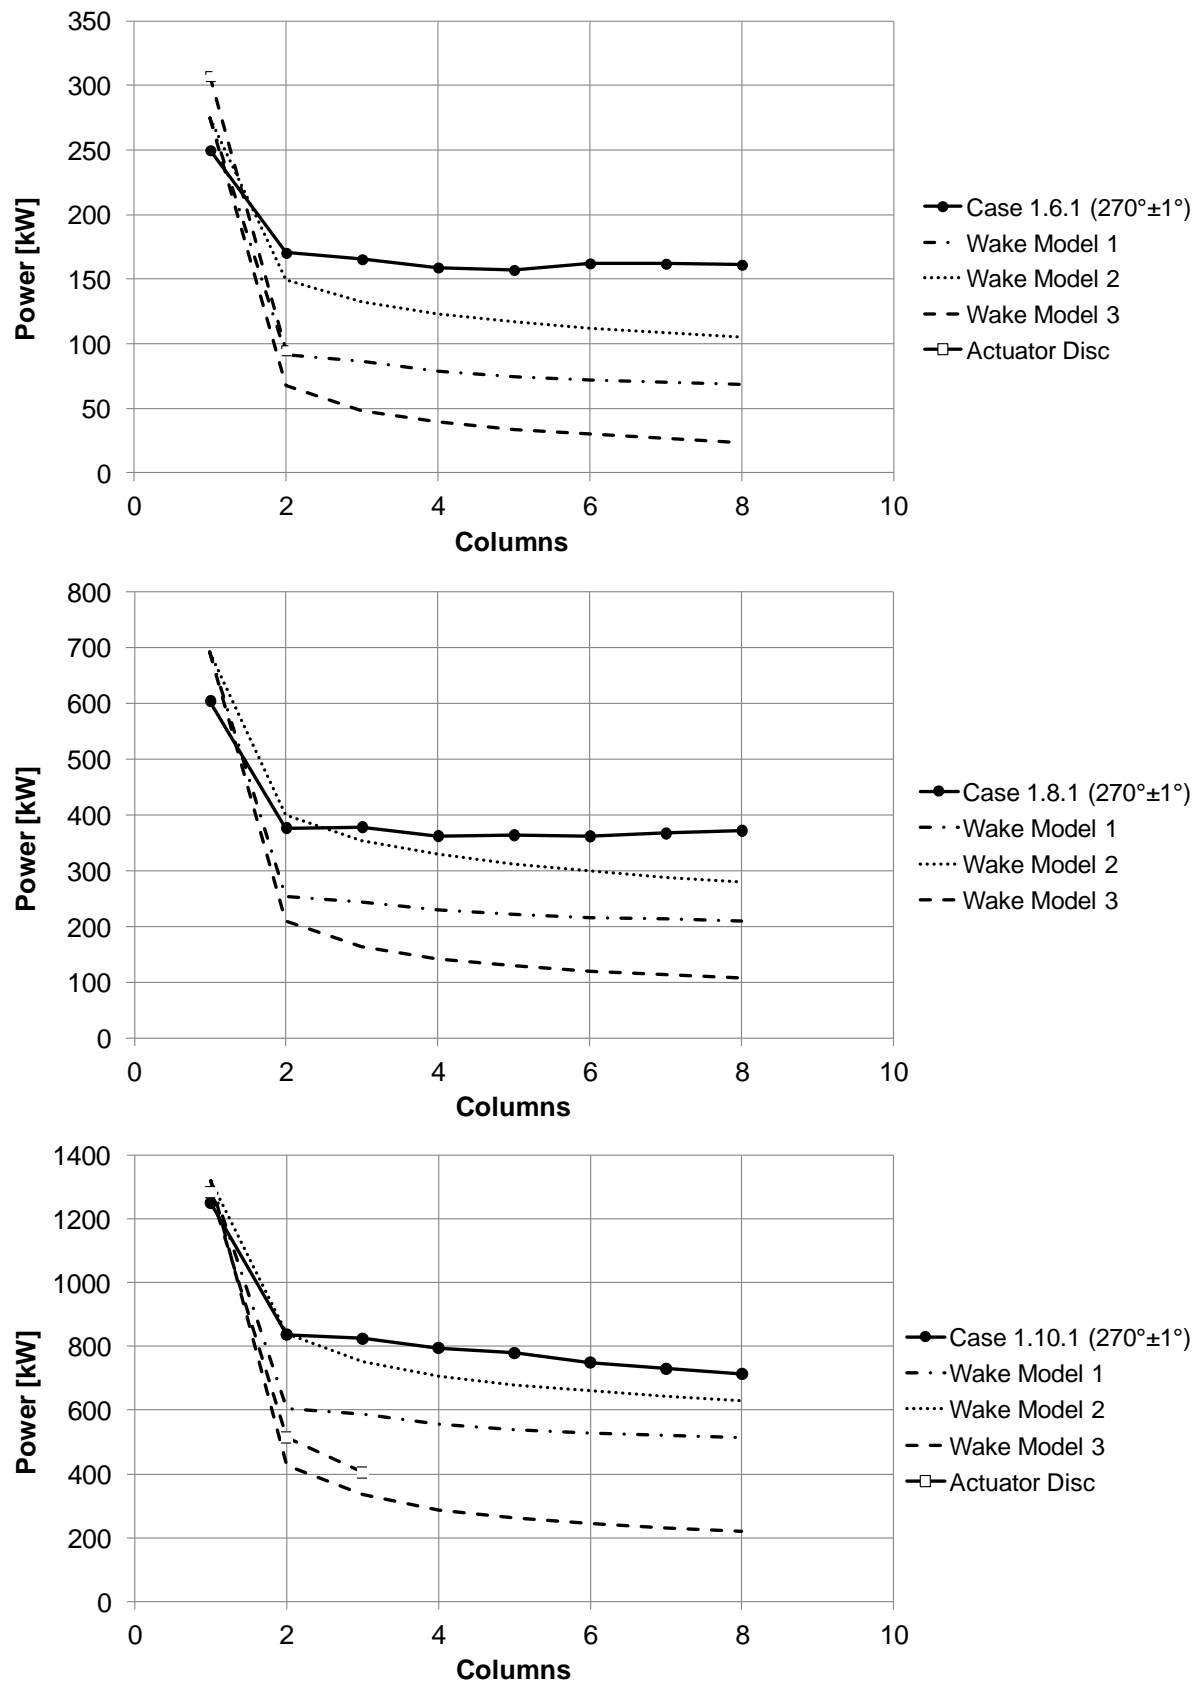 350
300
250
200
150
100
50
0
Power [kW]
0 2 4 6 8 10
Columns
Case 1.6.1 (270°±1°)
Wake Model 1
Wake Model 2
Wake Model 3
Actuator Disc
800
700
600
500
400
300
200
100
0
Power [kW]
0 2 4 6 8 10
Columns
Case 1.8.1 (270°±1°)
Wake Model 1
Wake Model 2
Wake Model 3
1400
1200
1000
800
600
400
200
0
Power [kW]
0 2 4 6 8 10
Columns
Case 1.10.1 (270°±1°)
Wake Model 1
Wake Model 2
Wake Model 3
Actuator Disc